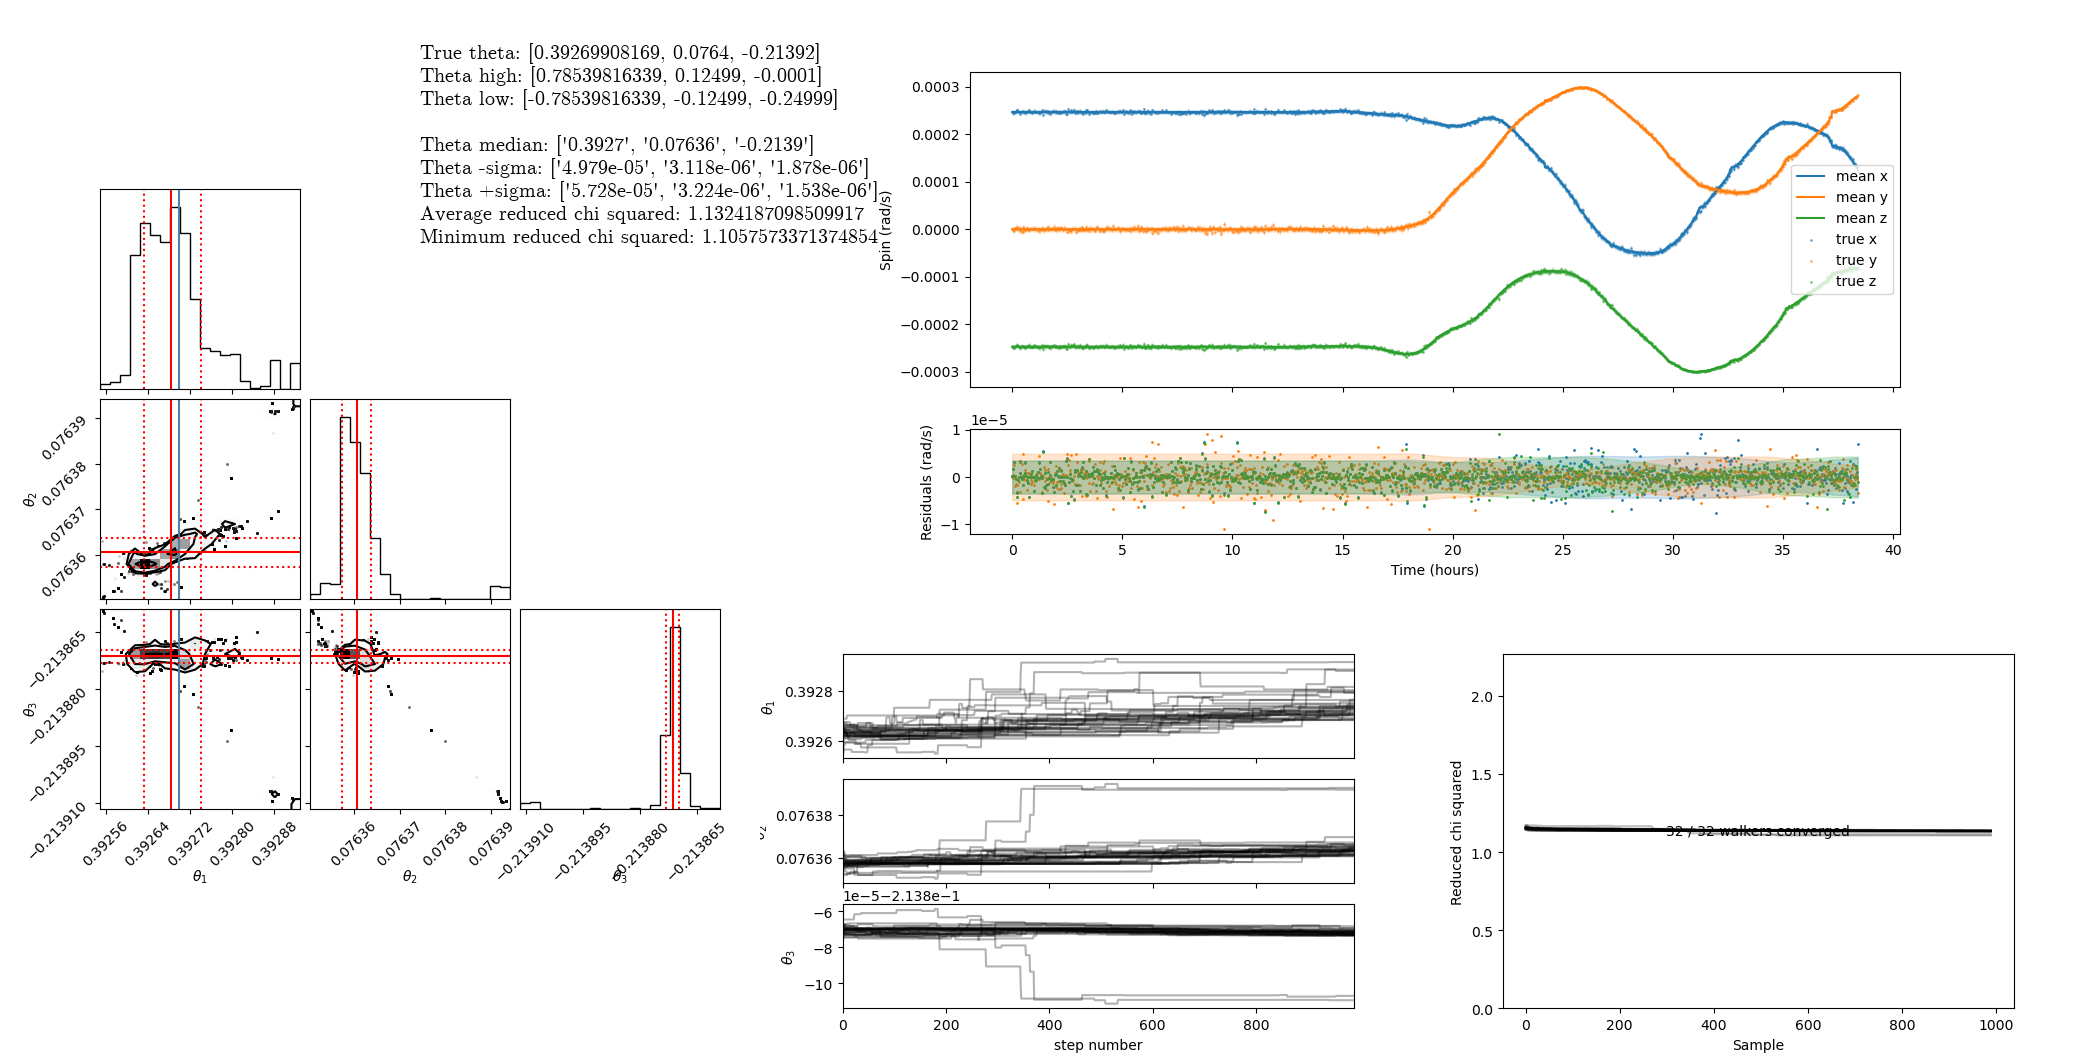 True theta: [0.39269908169, 0.0764, -0.21392]
Theta high: [0.78539816339, 0.12499, -0.0001]
Theta low: [-0.78539816339, -0.12499, -0.24999]
Theta median: ['0.3927', '0.07636', '-0.2139']
Theta -sigma: ['4.979e-05', '3.118e-06', '1.878e-06']
Theta +sigma: ['5.728e-05', '3.224e-06', '1.538e-06']
Average reduced chi squared: 1.1324187098509917
Minimum reduced chi squared: 1.1057573371374854
θ2
0.07639
0.07638
0.07637
0.07636
θ3
−0.213865
−0.213880
−0.213895
−0.213910
0.39256
0.39264
0.39272
0.39280
0.39288
θ1
0.07636
0.07637
0.07638
0.07639
θ2
−0.213910
−0.213895
−0.213880
−0.213865
θ3
Spin (rad/s)
0.0003
0.0002
0.0001
0.0000
−0.0001
−0.0002
−0.0003
mean x
mean y
mean z
true x
true y
true z
Residuals (rad/s)
1e−5
1
0
−1
0
5
10
15
20
25
30
35
40
Time (hours)
θ1
0.3928
0.3926
0.07638
0.07636
1e−5−2.138e−1
θ3
−6
−8
−10
0
200
400
600
800
step number
Reduced chi squared
2.0
1.5
1.0
0.5
0.0
32 / 32 walkers converged
0
200
400
600
800
1000
Sample